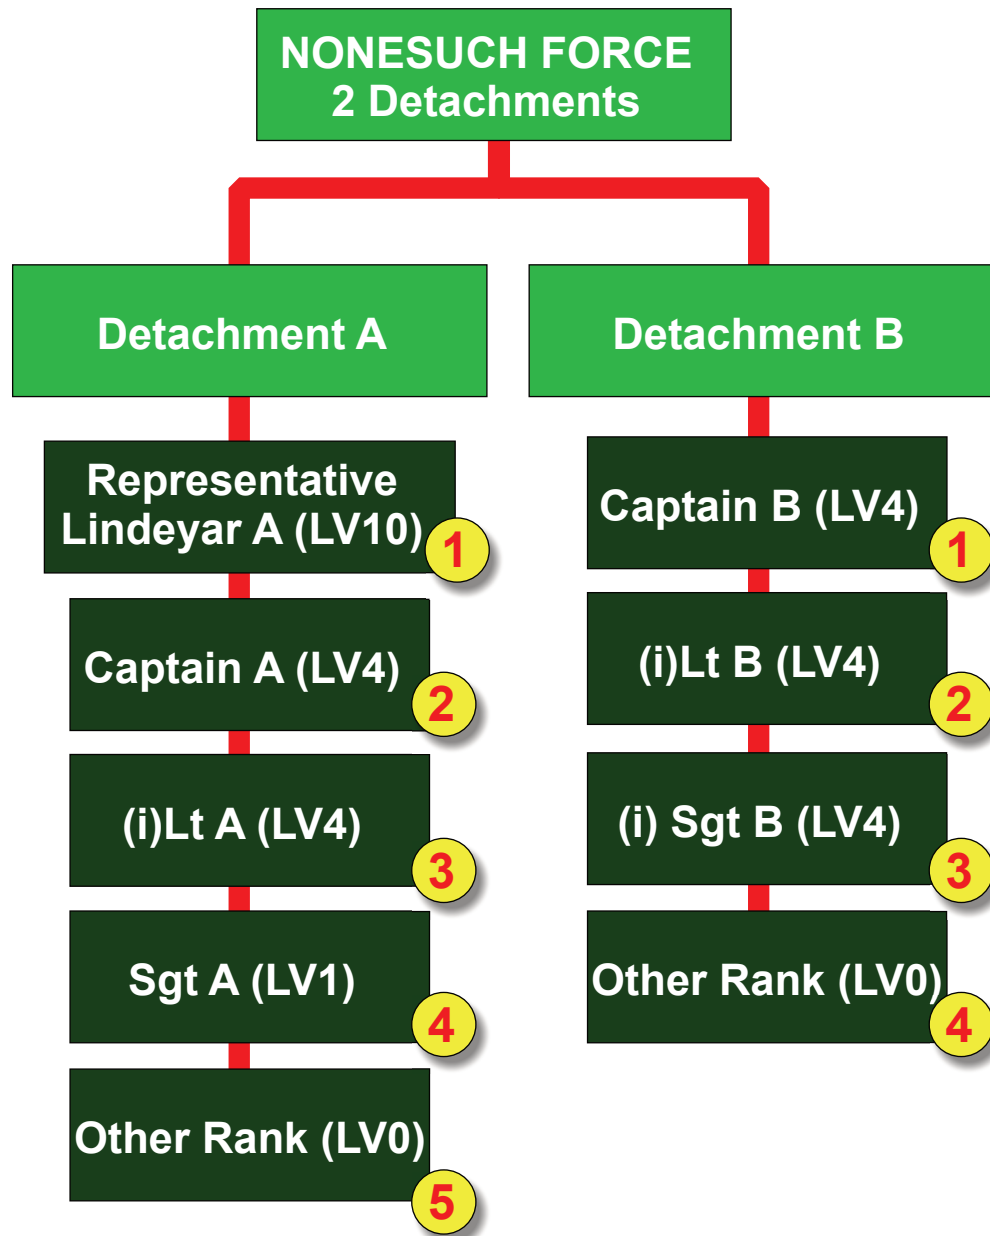 NONESUCH FORCE
2 Detachments
Detachment A
Representative
Lindeyar A (LV10)
1
Captain A (LV4)
2
(i)Lt A (LV4)
3
Sgt A (LV1)
4
Other Rank (LV0)
5
Detachment B
Captain B (LV4)
1
(i)Lt B (LV4)
2
(i) Sgt B (LV4)
3
Other Rank (LV0)
4